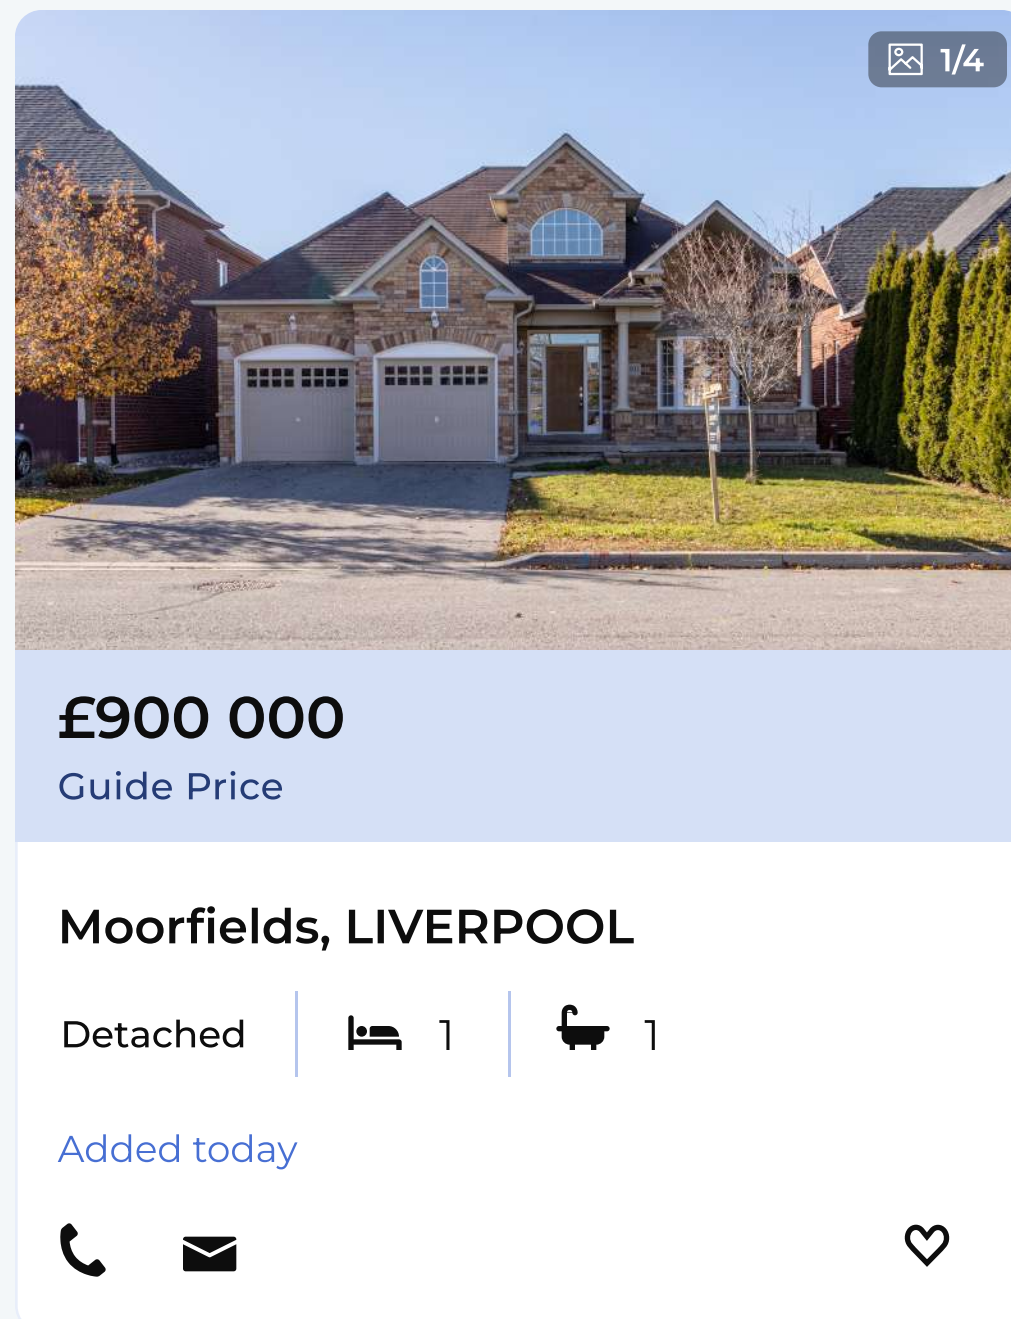 1/4
£900 000
Guide Price
Moorfields, LIVERPOOL
Detached
1
1
Added today